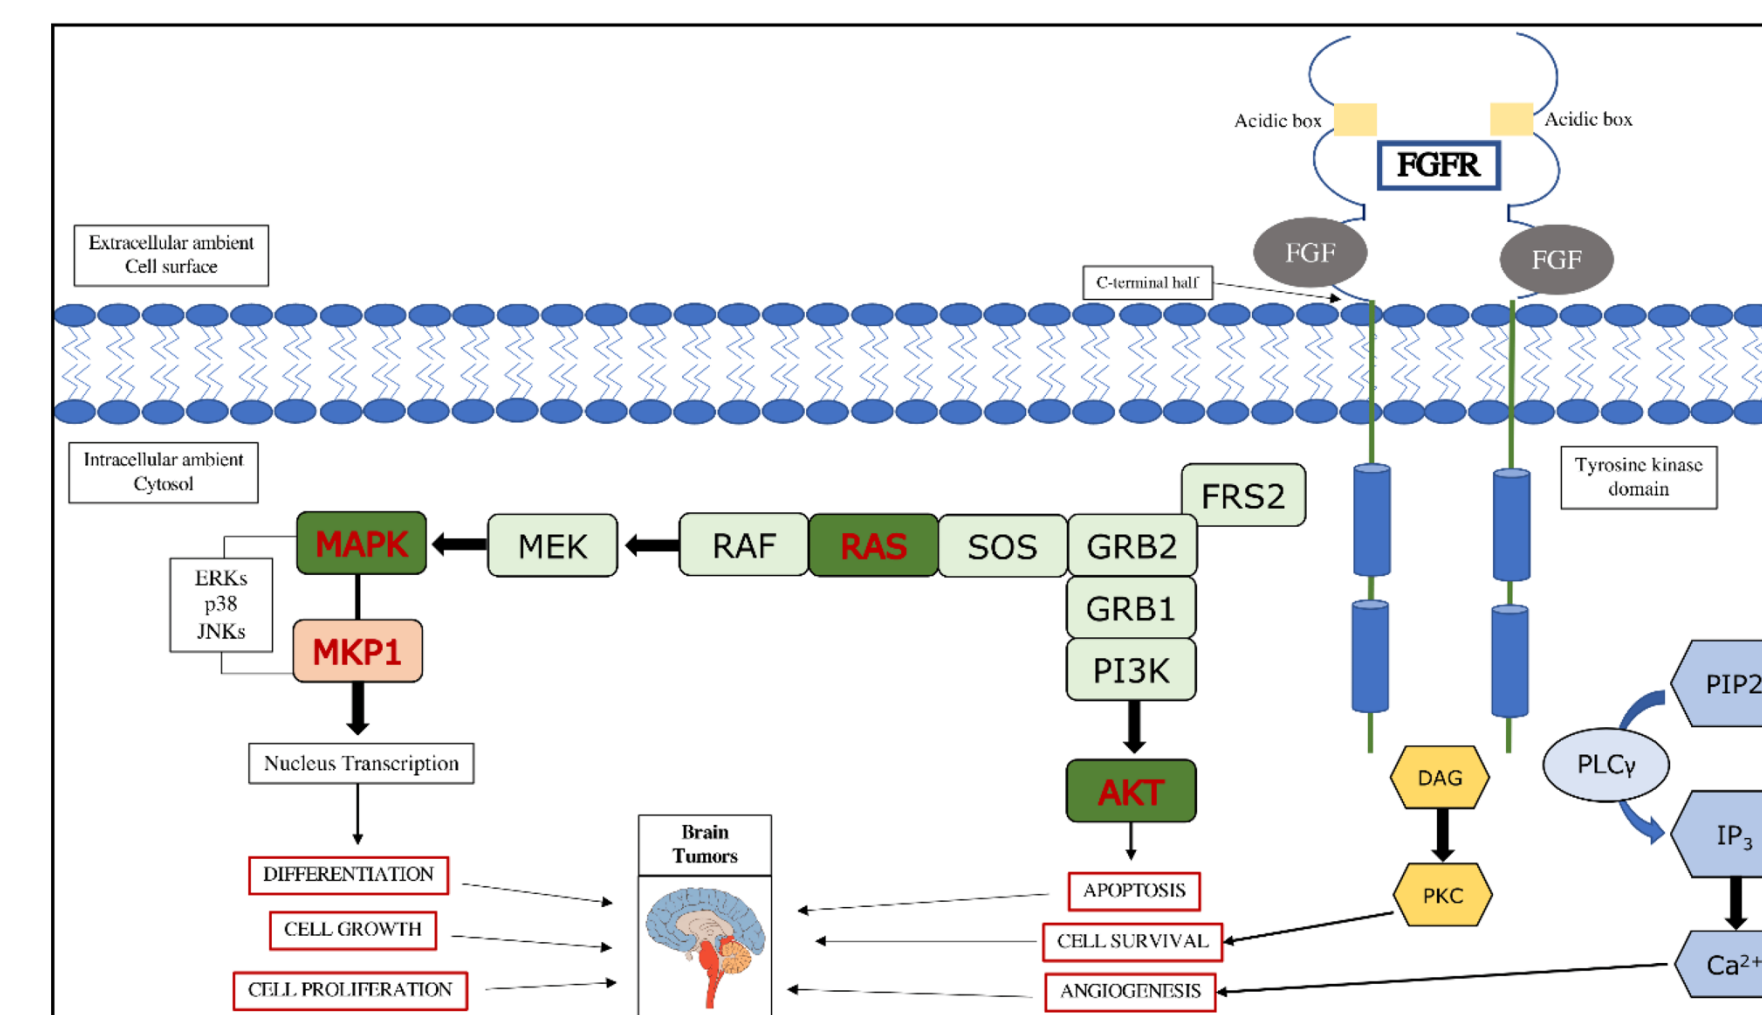 Acidic box
Acidic box
FGFR
Extracellular ambient
Cell surface
FGF
FGF
C-terminal half
Intracellular ambient
Cytosol
Tyrosine kinase
domain
FRS2
MAPK
MEK
RAF
RAS
SOS
GRB2
ERKs
p38
JNKs
GRB1
MKP1
PI3K
PIP2
Nucleus Transcription
PLCγ
DAG
AKT
Brain
Tumors
IP₃
DIFFERENTIATION
APOPTOSIS
PKC
CELL GROWTH
CELL SURVIVAL
Ca²⁺
CELL PROLIFERATION
ANGIOGENESIS